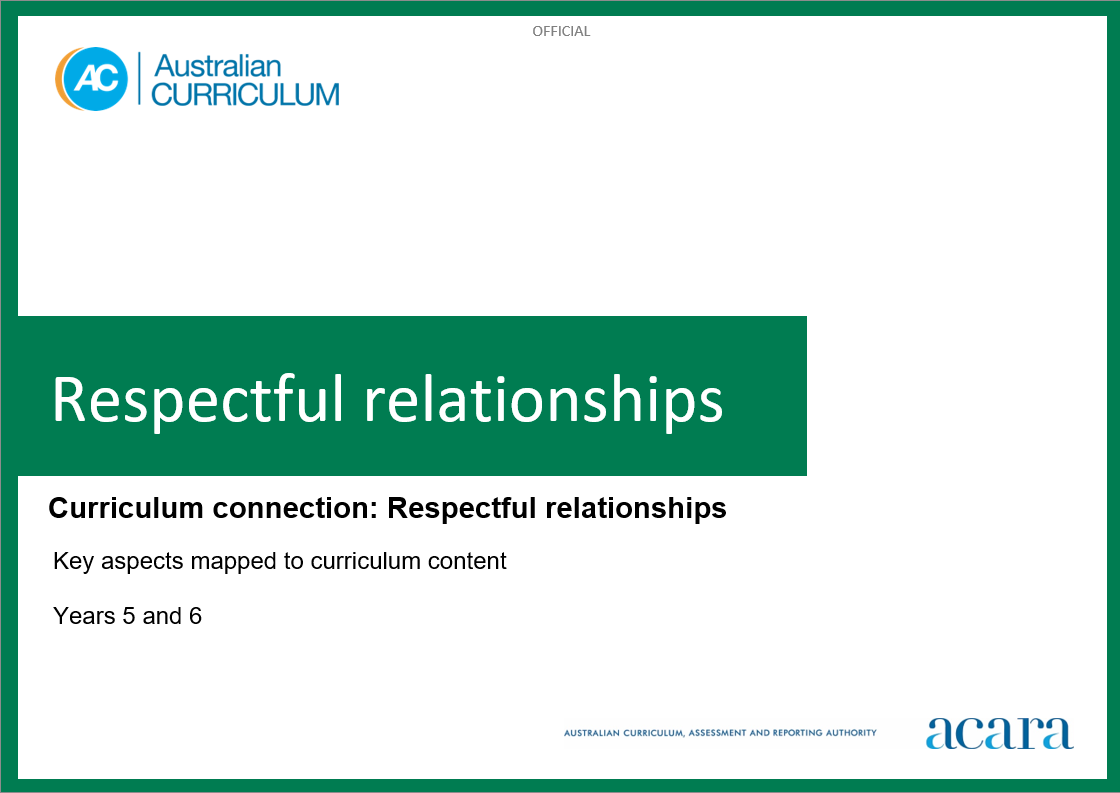 OFFICIAL
AC
Australian
CURRICULUM
Respectful relationships
Curriculum connection: Respectful relationships
Key aspects mapped to curriculum content
Years 5 and 6
AUSTRALIAN CURRICULUM, ASSESSMENT AND REPORTING AUTHORITY
acara